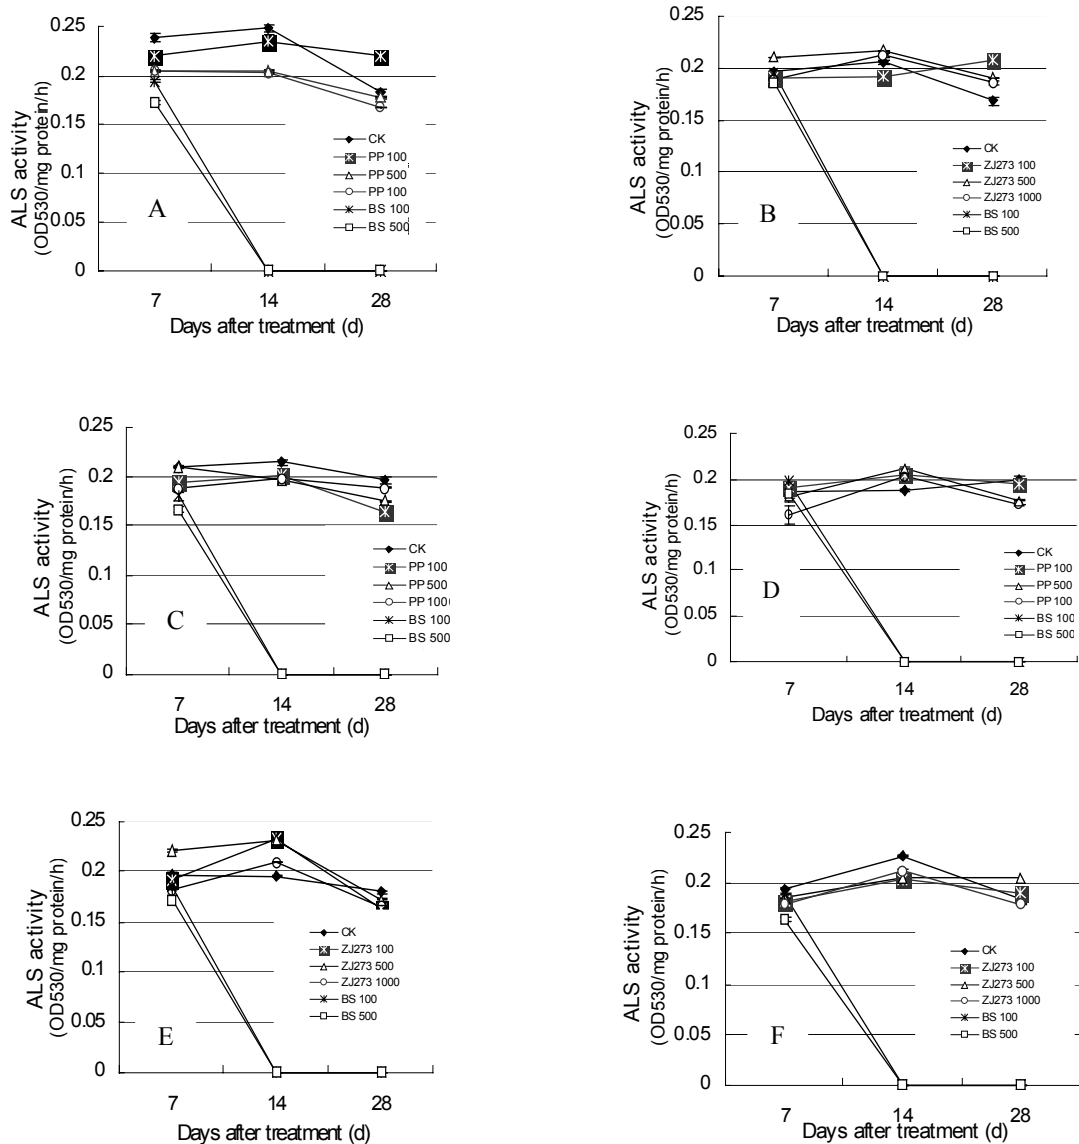 0.25
0.2
0.15
0.1
0.05
0
ALS activity
(OD530/mg protein/h)
A
CK
PP 100
PP 500
PP 100
BS 100
BS 500
7 14 28
Days after treatment (d)
0.25
0.2
0.15
0.1
0.05
0
ALS activity
(OD530/mg protein/h)
B
CK
ZJ273 100
ZJ273 500
ZJ273 1000
BS 100
BS 500
7 14 28
Days after treatment (d)
0.25
0.2
0.15
0.1
0.05
0
ALS activity
(OD530/mg protein/h)
C
CK
PP 100
PP 500
PP 100
BS 100
BS 500
7 14 28
Days after treatment (d)
0.25
0.2
0.15
0.1
0.05
0
ALS activity
(OD530/mg protein/h)
D
CK
PP 100
PP 500
PP 100
BS 100
BS 500
7 14 28
Days after treatment (d)
0.25
0.2
0.15
0.1
0.05
0
ALS activity
(OD530/mg protein/h)
E
CK
ZJ273 100
ZJ273 500
ZJ273 1000
BS 100
BS 500
7 14 28
Days after treatment (d)
0.25
0.2
0.15
0.1
0.05
0
ALS activity
(OD530/mg protein/h)
F
CK
ZJ273 100
ZJ273 500
ZJ273 1000
BS 100
BS 500
7 14 28
Days after treatment (d)